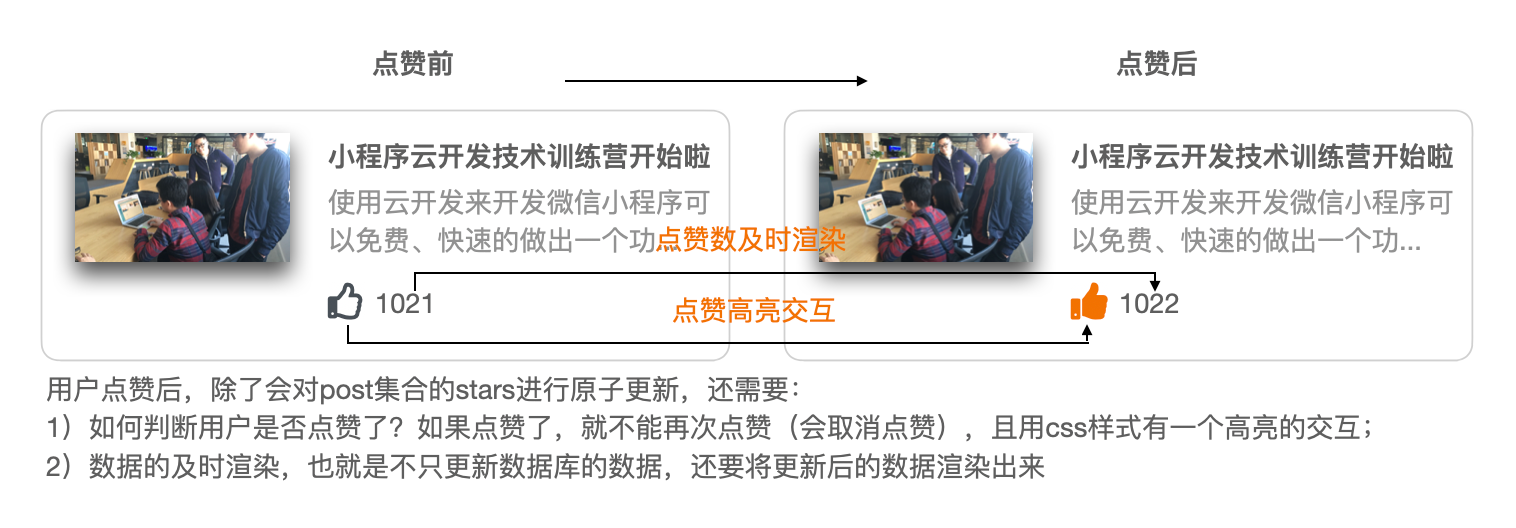 点赞前
点赞后
小程序云开发技术训练营开始啦
使用云开发来开发微信小程序可
以免费、快速的做出一个功...
1021
小程序云开发技术训练营开始啦
使用云开发来开发微信小程序可
以免费、快速的做出一个功...
1022
点赞数及时渲染
点赞高亮交互
用户点赞后，除了会对post集合的stars进行原子更新，还需要：
1）如何判断用户是否点赞了？如果点赞了，就不能再次点赞（会取消点赞），且用css样式有一个高亮的交互；
2）数据的及时渲染，也就是不只更新数据库的数据，还要将更新后的数据渲染出来